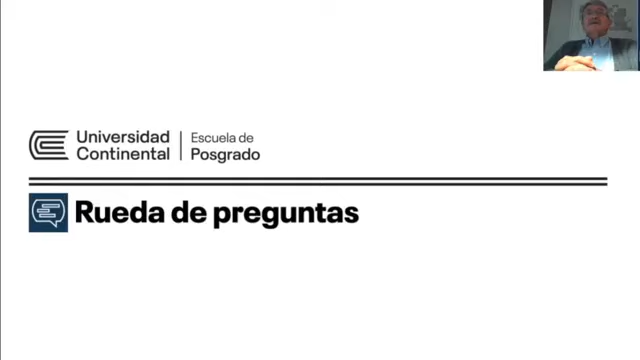 Universidad
Continental
Escuela de
Posgrado
Rueda de preguntas